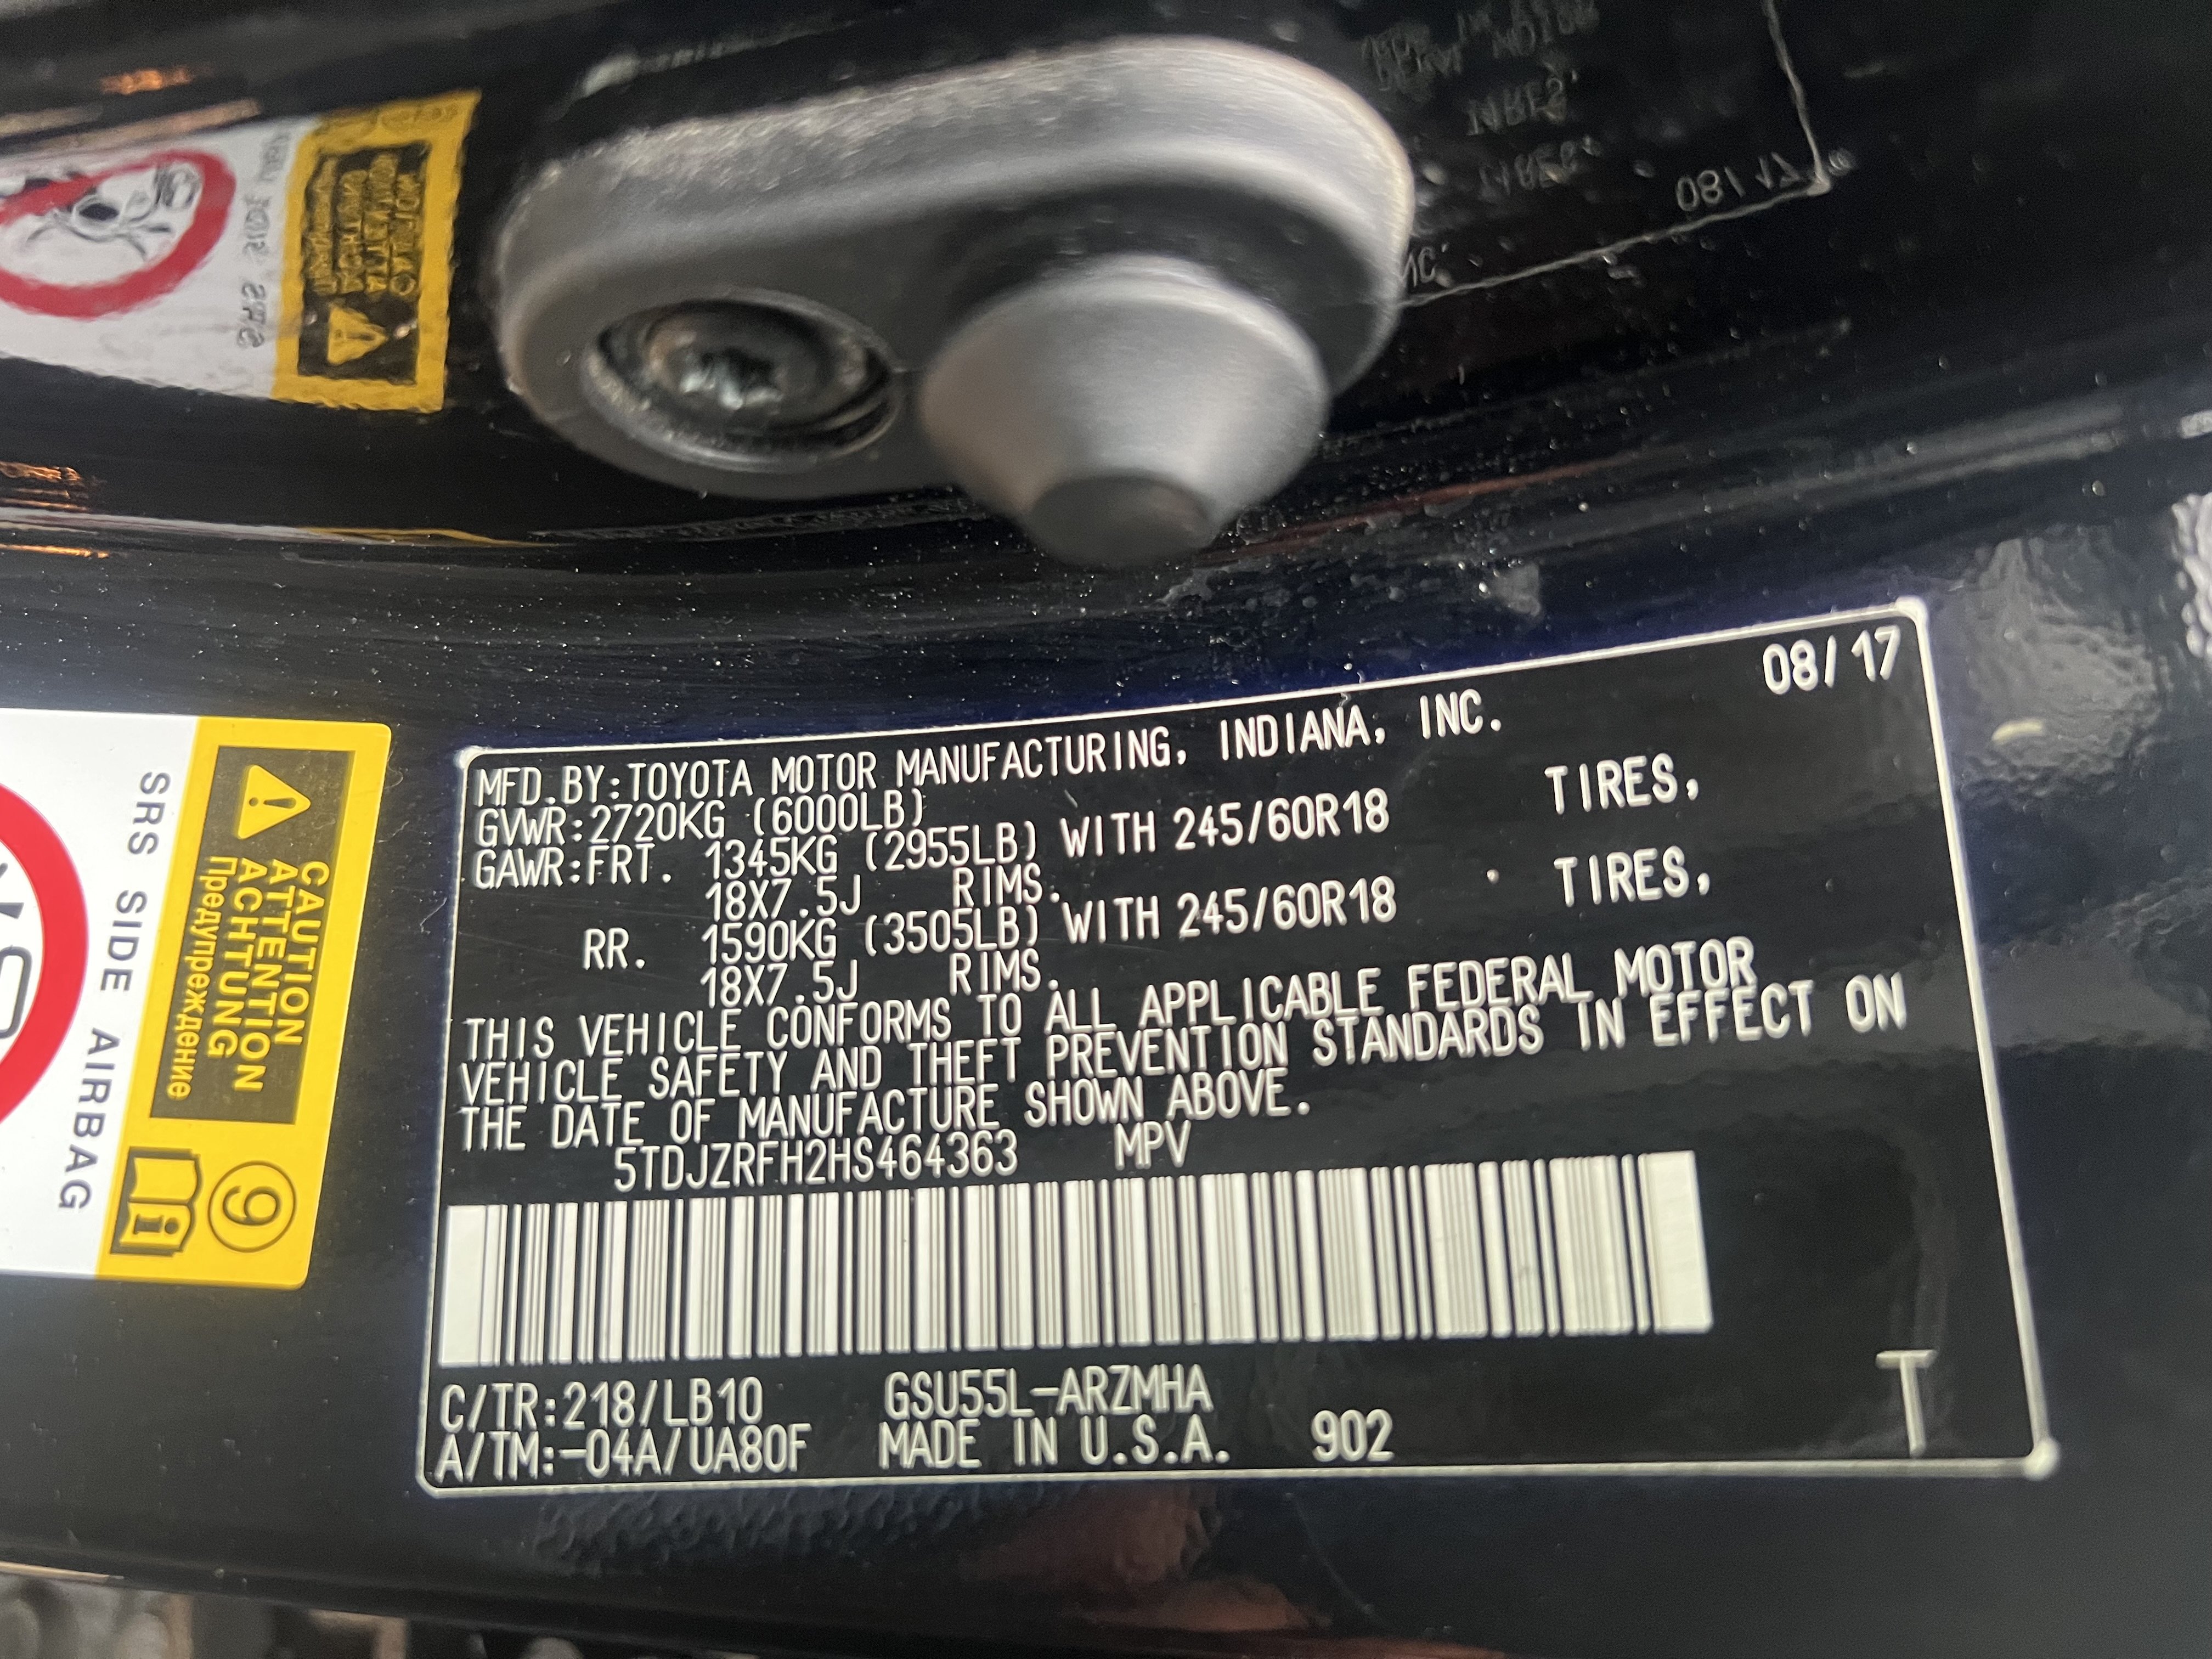 08/17
MFD.BY:TOYOTA MOTOR MANUFACTURING, INDIANA, INC.
GVWR:2720KG (6000LB)
GAWR:FRT. 1345KG (2955LB) WITH 245/60R18 TIRES,
18X7.5J RIMS.
RR. 1590KG (3505LB) WITH 245/60R18 TIRES,
18X7.5J RIMS.
THIS VEHICLE CONFORMS TO ALL APPLICABLE FEDERAL MOTOR
VEHICLE SAFETY AND THEFT PREVENTION STANDARDS IN EFFECT ON
THE DATE OF MANUFACTURE SHOWN ABOVE.
5TDJZRFH2HS464363 MPV
C/TR:218/LB10 GSU55L-ARZMHA
A/TM:-04A/UA80F MADE IN U.S.A. 902
T
CAUTION
ATTENTION
ACHTUNG
Предупреждение
9
i
SRS SIDE AIRBAG